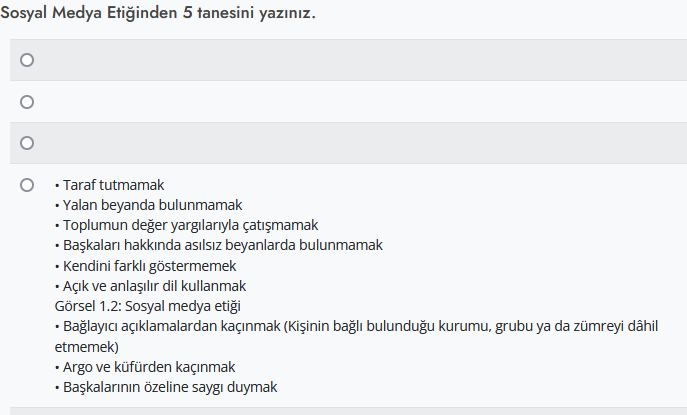 Sosyal Medya Etiğinden 5 tanesini yazınız.
• Taraf tutmamak
• Yalan beyanda bulunmamak
• Toplumun değer yargılarıyla çatışmamak
• Başkaları hakkında asılsız beyanlarda bulunmamak
• Kendini farklı göstermemek
• Açık ve anlaşılır dil kullanmak
Görsel 1.2: Sosyal medya etiği
• Bağlayıcı açıklamalardan kaçınmak (Kişinin bağlı bulunduğu kurumu, grubu ya da zümreyi dâhil
etmemek)
• Argo ve küfürden kaçınmak
• Başkalarının özeline saygı duymak